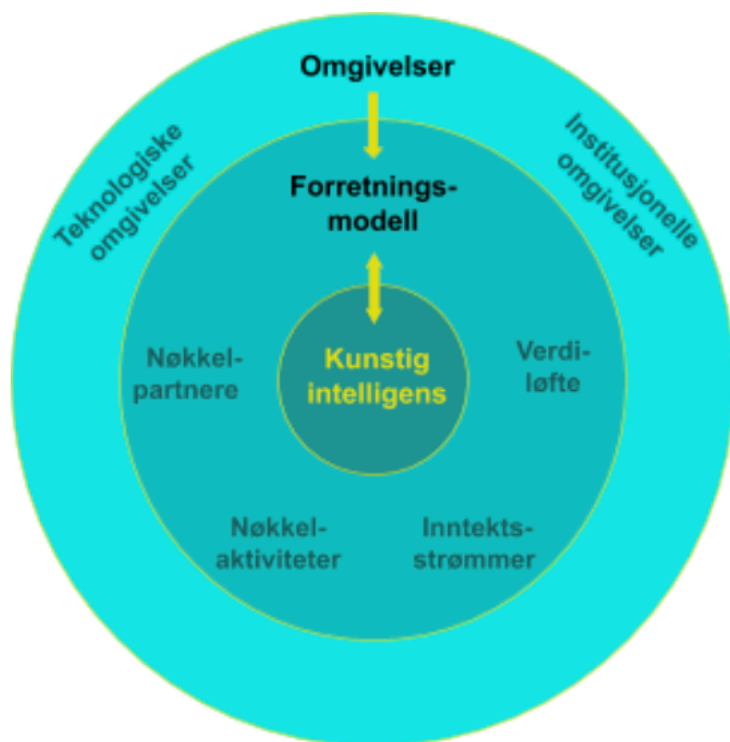 Omgivelser
Teknologiske
omgivelser
Institusjonelle
omgivelser
Forretnings-
modell
Kunstig
intelligens
Nøkkel-
partnere
Verdi-
løfte
Nøkkel-
aktiviteter
Inntekts-
strømmer